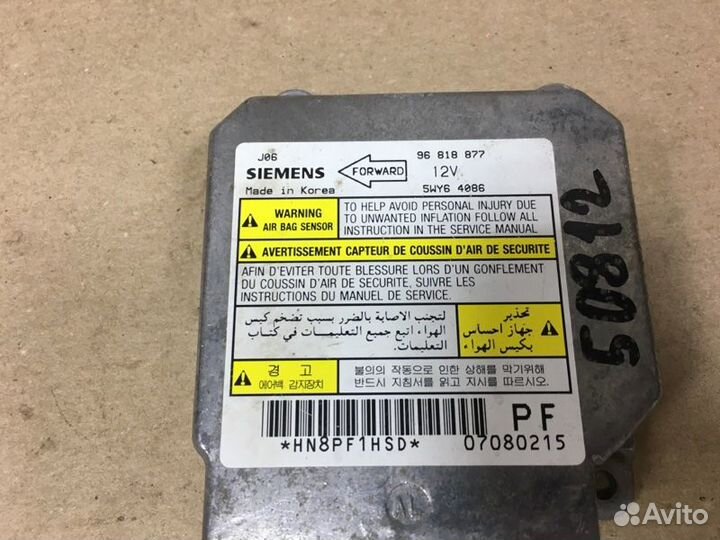 J06
96 818 877
SIEMENS
FORWARD
12V
Made in Korea
5WY6 4086
WARNING
AIR BAG SENSOR
TO HELP AVOID PERSONAL INJURY DUE
TO UNWANTED INFLATION FOLLOW ALL
INSTRUCTION IN THE SERVICE MANUAL
AVERTISSEMENT CAPTEUR DE COUSSIN D'AIR DE SECURITE
AFIN D'EVITER TOUTE BLESSURE LORS D'UN GONFLEMENT
DU COUSSIN D'AIR DE SECURITE, SUIVRE LES
INSTRUCTIONS DU MANUEL DE SERVICE.
لتجنب الاصابة بالضرر بسبب تضخم كيس
الهواء اتبع جميع التعليمات في كتاب
التعليمات.
تحذير
جهاز احساس
بكيس الهواء
경 고
에어백 감지장치
불의의 작동으로 인한 상해를 막기위해
반드시 지침서를 읽고 지시를 따르십시오.
PF
*HN8PF1HSD*
07080215
50812
AL
Avito